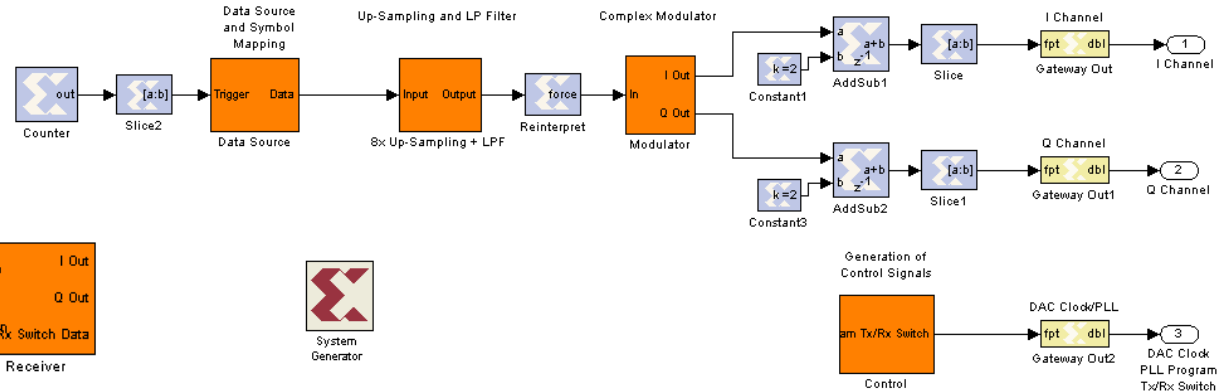 Data Source
and Symbol
Mapping
Up-Sampling and LP Filter
Complex Modulator
I Channel
out
Counter
[a:b]
Slice2
Trigger Data
Data Source
Input Output
8x Up-Sampling + LPF
force
Reinterpret
In
I Out
Q Out
Modulator
k=2
Constant1
a
b
a+b
z-1
AddSub1
[a:b]
Slice
fpt dbl
Gateway Out
1
I Channel
Q Channel
k=2
Constant3
a
b
a+b
z-1
AddSub2
[a:b]
Slice1
fpt dbl
Gateway Out1
2
Q Channel
I Out
Q Out
Rx Switch Data
Receiver
System
Generator
Generation of
Control Signals
am Tx/Rx Switch
Control
DAC Clock/PLL
fpt dbl
Gateway Out2
3
DAC Clock
PLL Program
Tx/Rx Switch